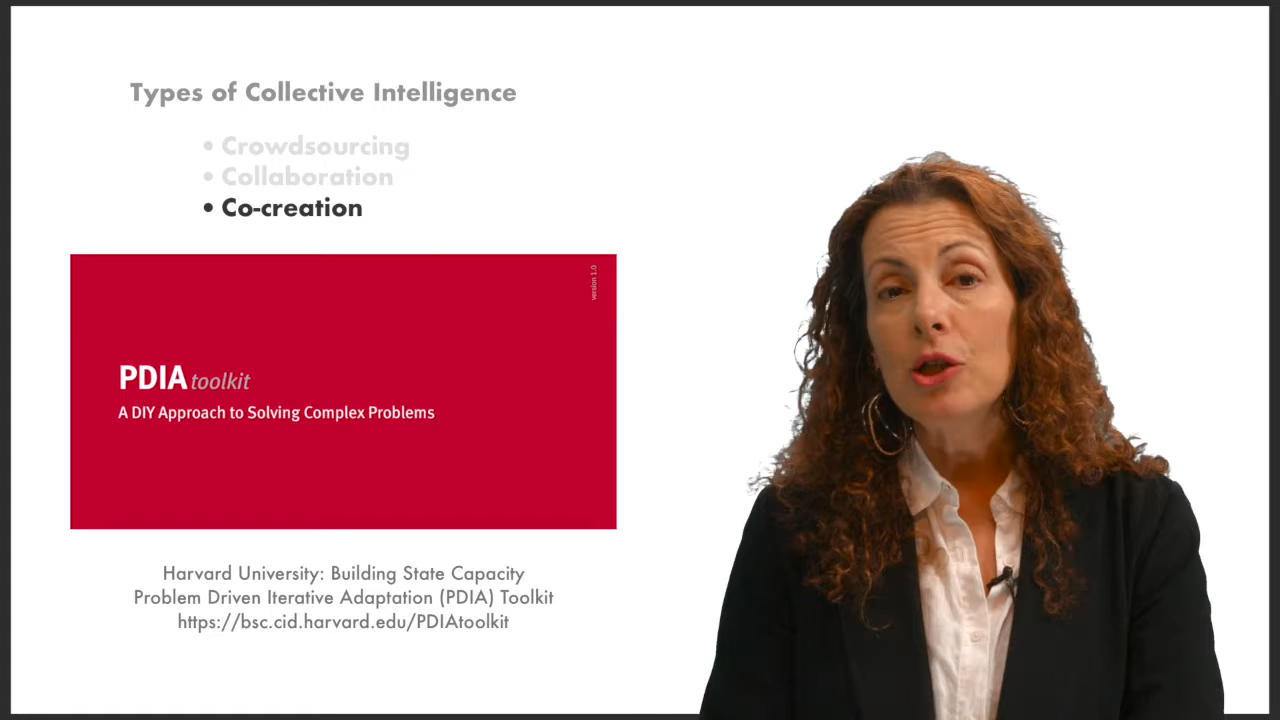 Types of Collective Intelligence
• Crowdsourcing
• Collaboration
• Co-creation
version 1.0
PDIA toolkit
A DIY Approach to Solving Complex Problems
Harvard University: Building State Capacity
Problem Driven Iterative Adaptation (PDIA) Toolkit
https://bsc.cid.harvard.edu/PDIAtoolkit